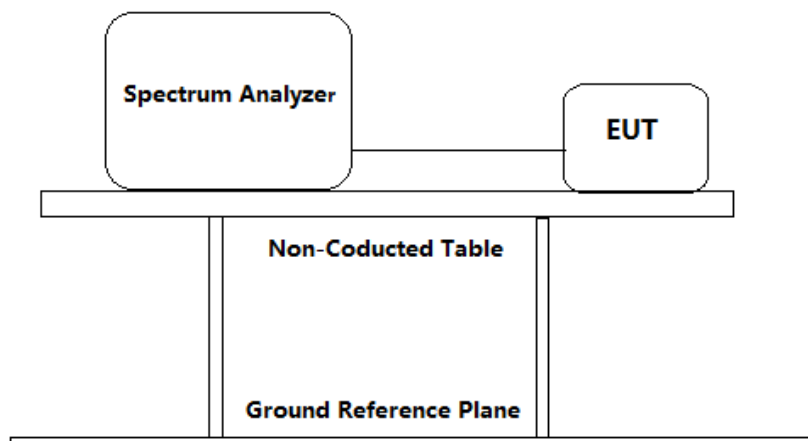 Spectrum Analyzer
EUT
Non-Coducted Table
Ground Reference Plane